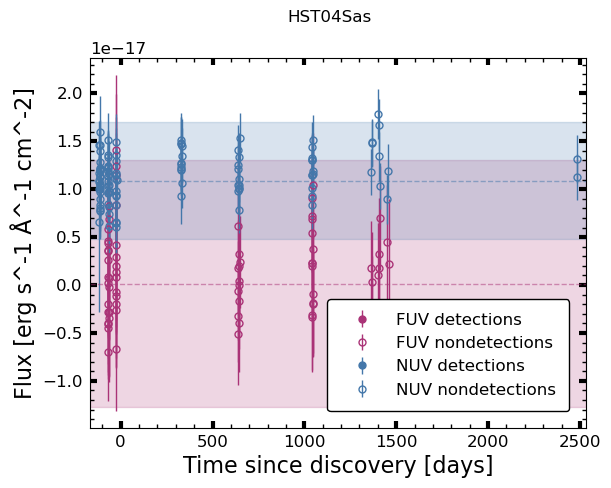 HST04Sas
1e−17
Flux [erg s^-1 Å^-1 cm^-2]
2.0
1.5
1.0
0.5
0.0
−0.5
−1.0
FUV detections
FUV nondetections
NUV detections
NUV nondetections
0 500 1000 1500 2000 2500
Time since discovery [days]